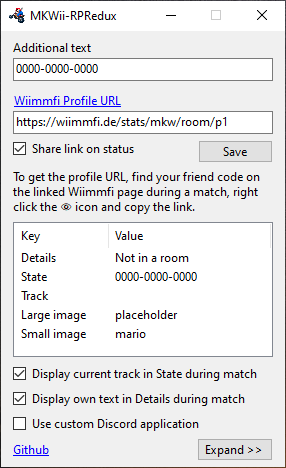 MKWii-RPRedux
Additional text
0000-0000-0000
Wiimmfi Profile URL
https://wiimmfi.de/stats/mkw/room/p1
Share link on status
Save
To get the profile URL, find your friend code on
the linked Wiimmfi page during a match, right
click the 👁 icon and copy the link.
Key Value
Details Not in a room
State 0000-0000-0000
Track
Large image placeholder
Small image mario
Display current track in State during match
Display own text in Details during match
Use custom Discord application
Github
Expand >>